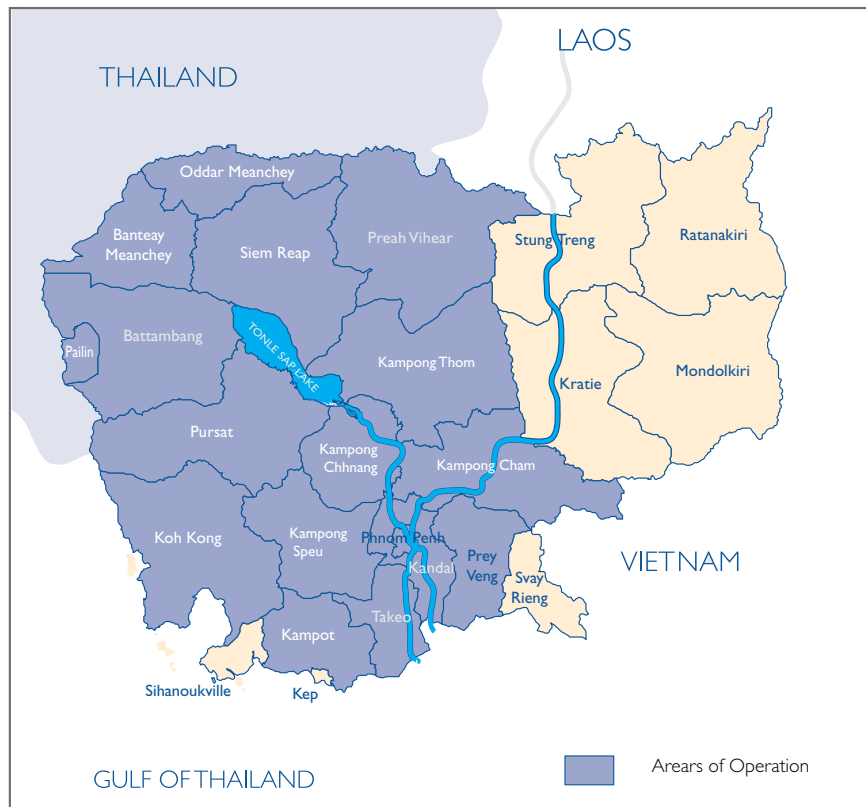 LAOS
THAILAND
Oddar Meanchey
Banteay
Meanchey
Siem Reap
Preah Vihear
Stung Treng
Ratanakiri
Battambang
Pailin
TONLE SAP LAKE
Kampong Thom
Kratie
Mondolkiri
Pursat
Kampong
Chhnang
Kampong Cham
Koh Kong
Kampong
Speu
Phnom Penh
Kandal
Prey
Veng
Svay
Rieng
VIETNAM
Takeo
Kampot
Sihanoukville
Kep
GULF OF THAILAND
Arears of Operation